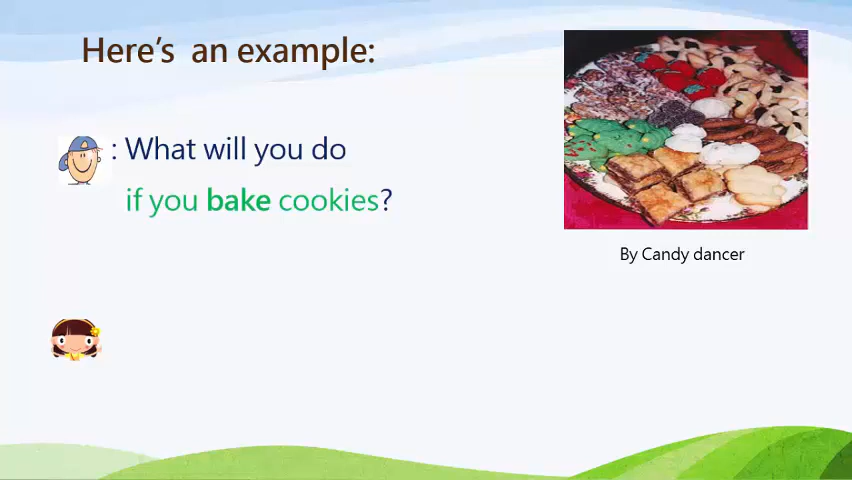 Here's an example:
: What will you do
if you bake cookies?
By Candy dancer